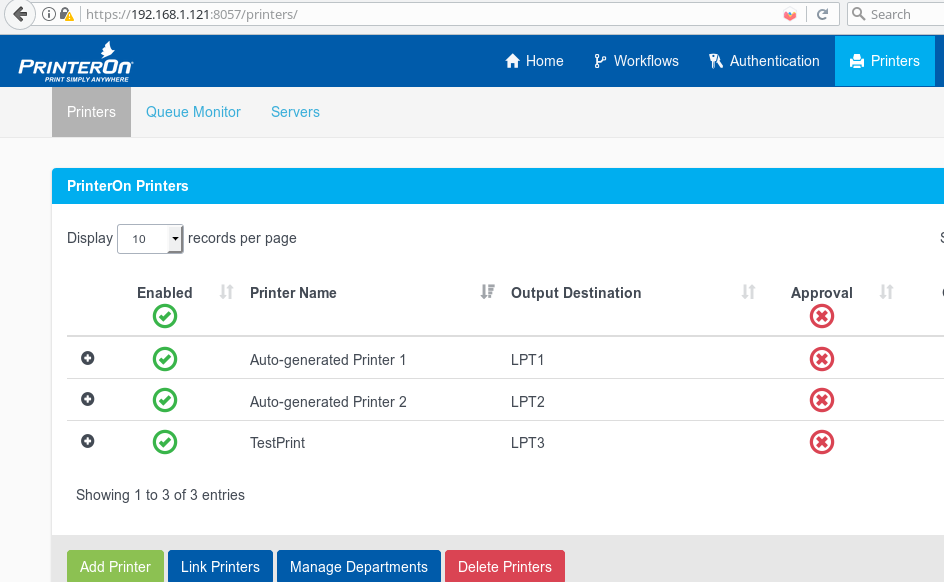 https://192.168.1.121:8057/printers/
Search
PRINTERON
PRINT SIMPLY ANYWHERE
Home
Workflows
Authentication
Printers
Printers
Queue Monitor
Servers
PrinterOn Printers
Display 10 records per page
Enabled Printer Name Output Destination Approval
Auto-generated Printer 1 LPT1
Auto-generated Printer 2 LPT2
TestPrint LPT3
Showing 1 to 3 of 3 entries
Add Printer Link Printers Manage Departments Delete Printers